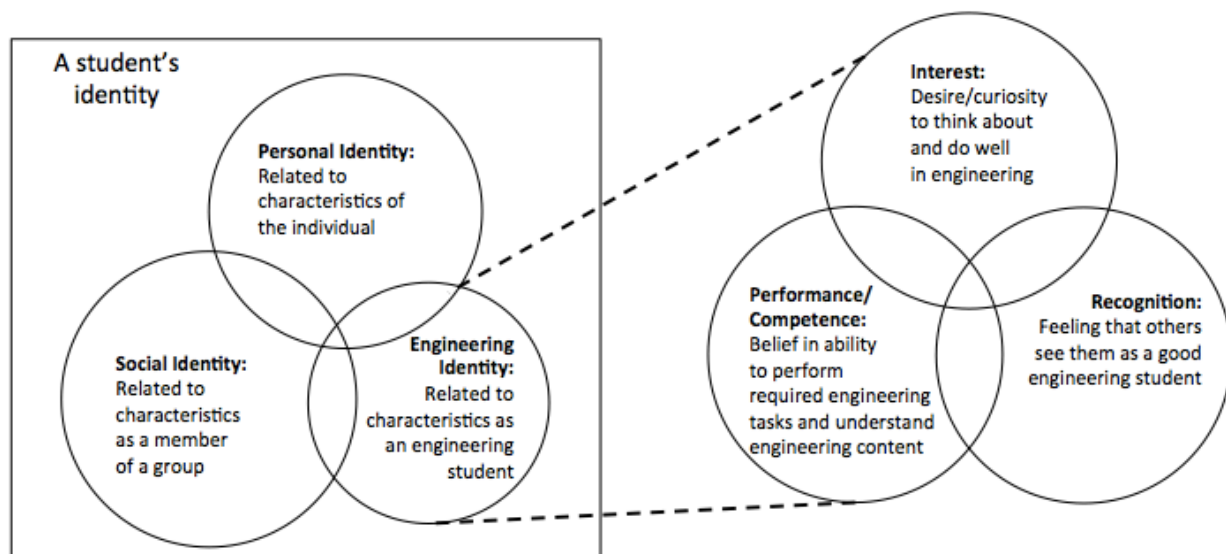 A student's
identity
Personal Identity:
Related to
characteristics of
the individual
Social Identity:
Related to
characteristics
as a member
of a group
Engineering
Identity:
Related to
characteristics as
an engineering
student
Interest:
Desire/curiosity
to think about
and do well
in engineering
Performance/
Competence:
Belief in ability
to perform
required engineering
tasks and understand
engineering content
Recognition:
Feeling that others
see them as a good
engineering student